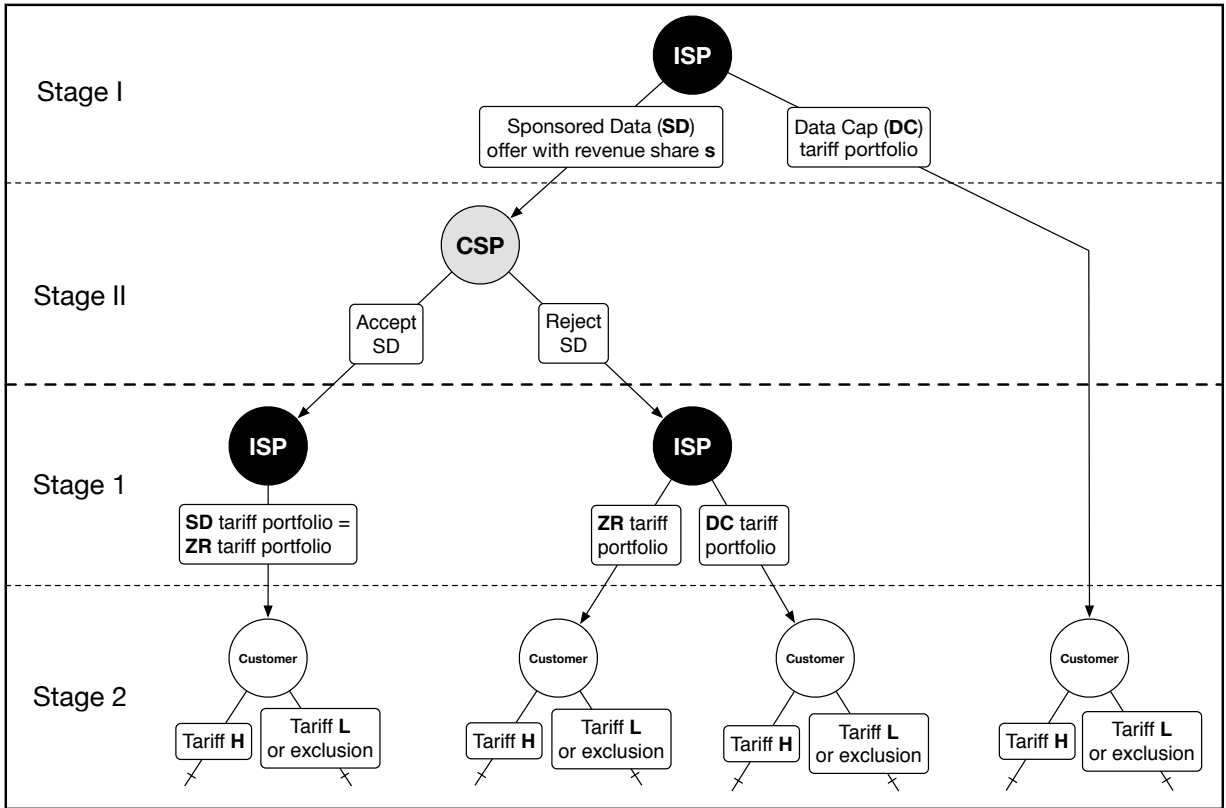 ISP
Stage I
Sponsored Data (SD)
offer with revenue share s
Data Cap (DC)
tariff portfolio
CSP
Stage II
Accept
SD
Reject
SD
ISP
ISP
Stage 1
SD tariff portfolio =
ZR tariff portfolio
ZR tariff
portfolio
DC tariff
portfolio
Customer
Customer
Customer
Customer
Stage 2
Tariff H
Tariff L
or exclusion
Tariff H
Tariff L
or exclusion
Tariff H
Tariff L
or exclusion
Tariff H
Tariff L
or exclusion